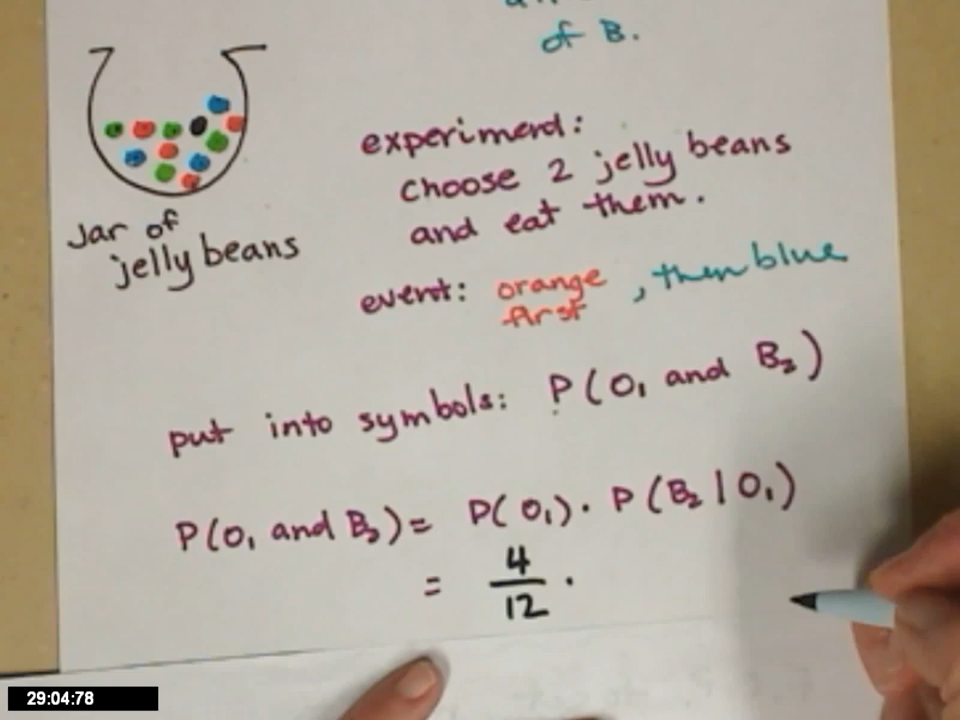 of B.
experiment:
choose 2 jelly beans
and eat them.
jar of
jelly beans
event: orange first, then blue
put into symbols: P(O₁ and B₂)
P(O₁ and B₂) = P(O₁) · P(B₂ | O₁)
= 4/12 ·
29:04:78